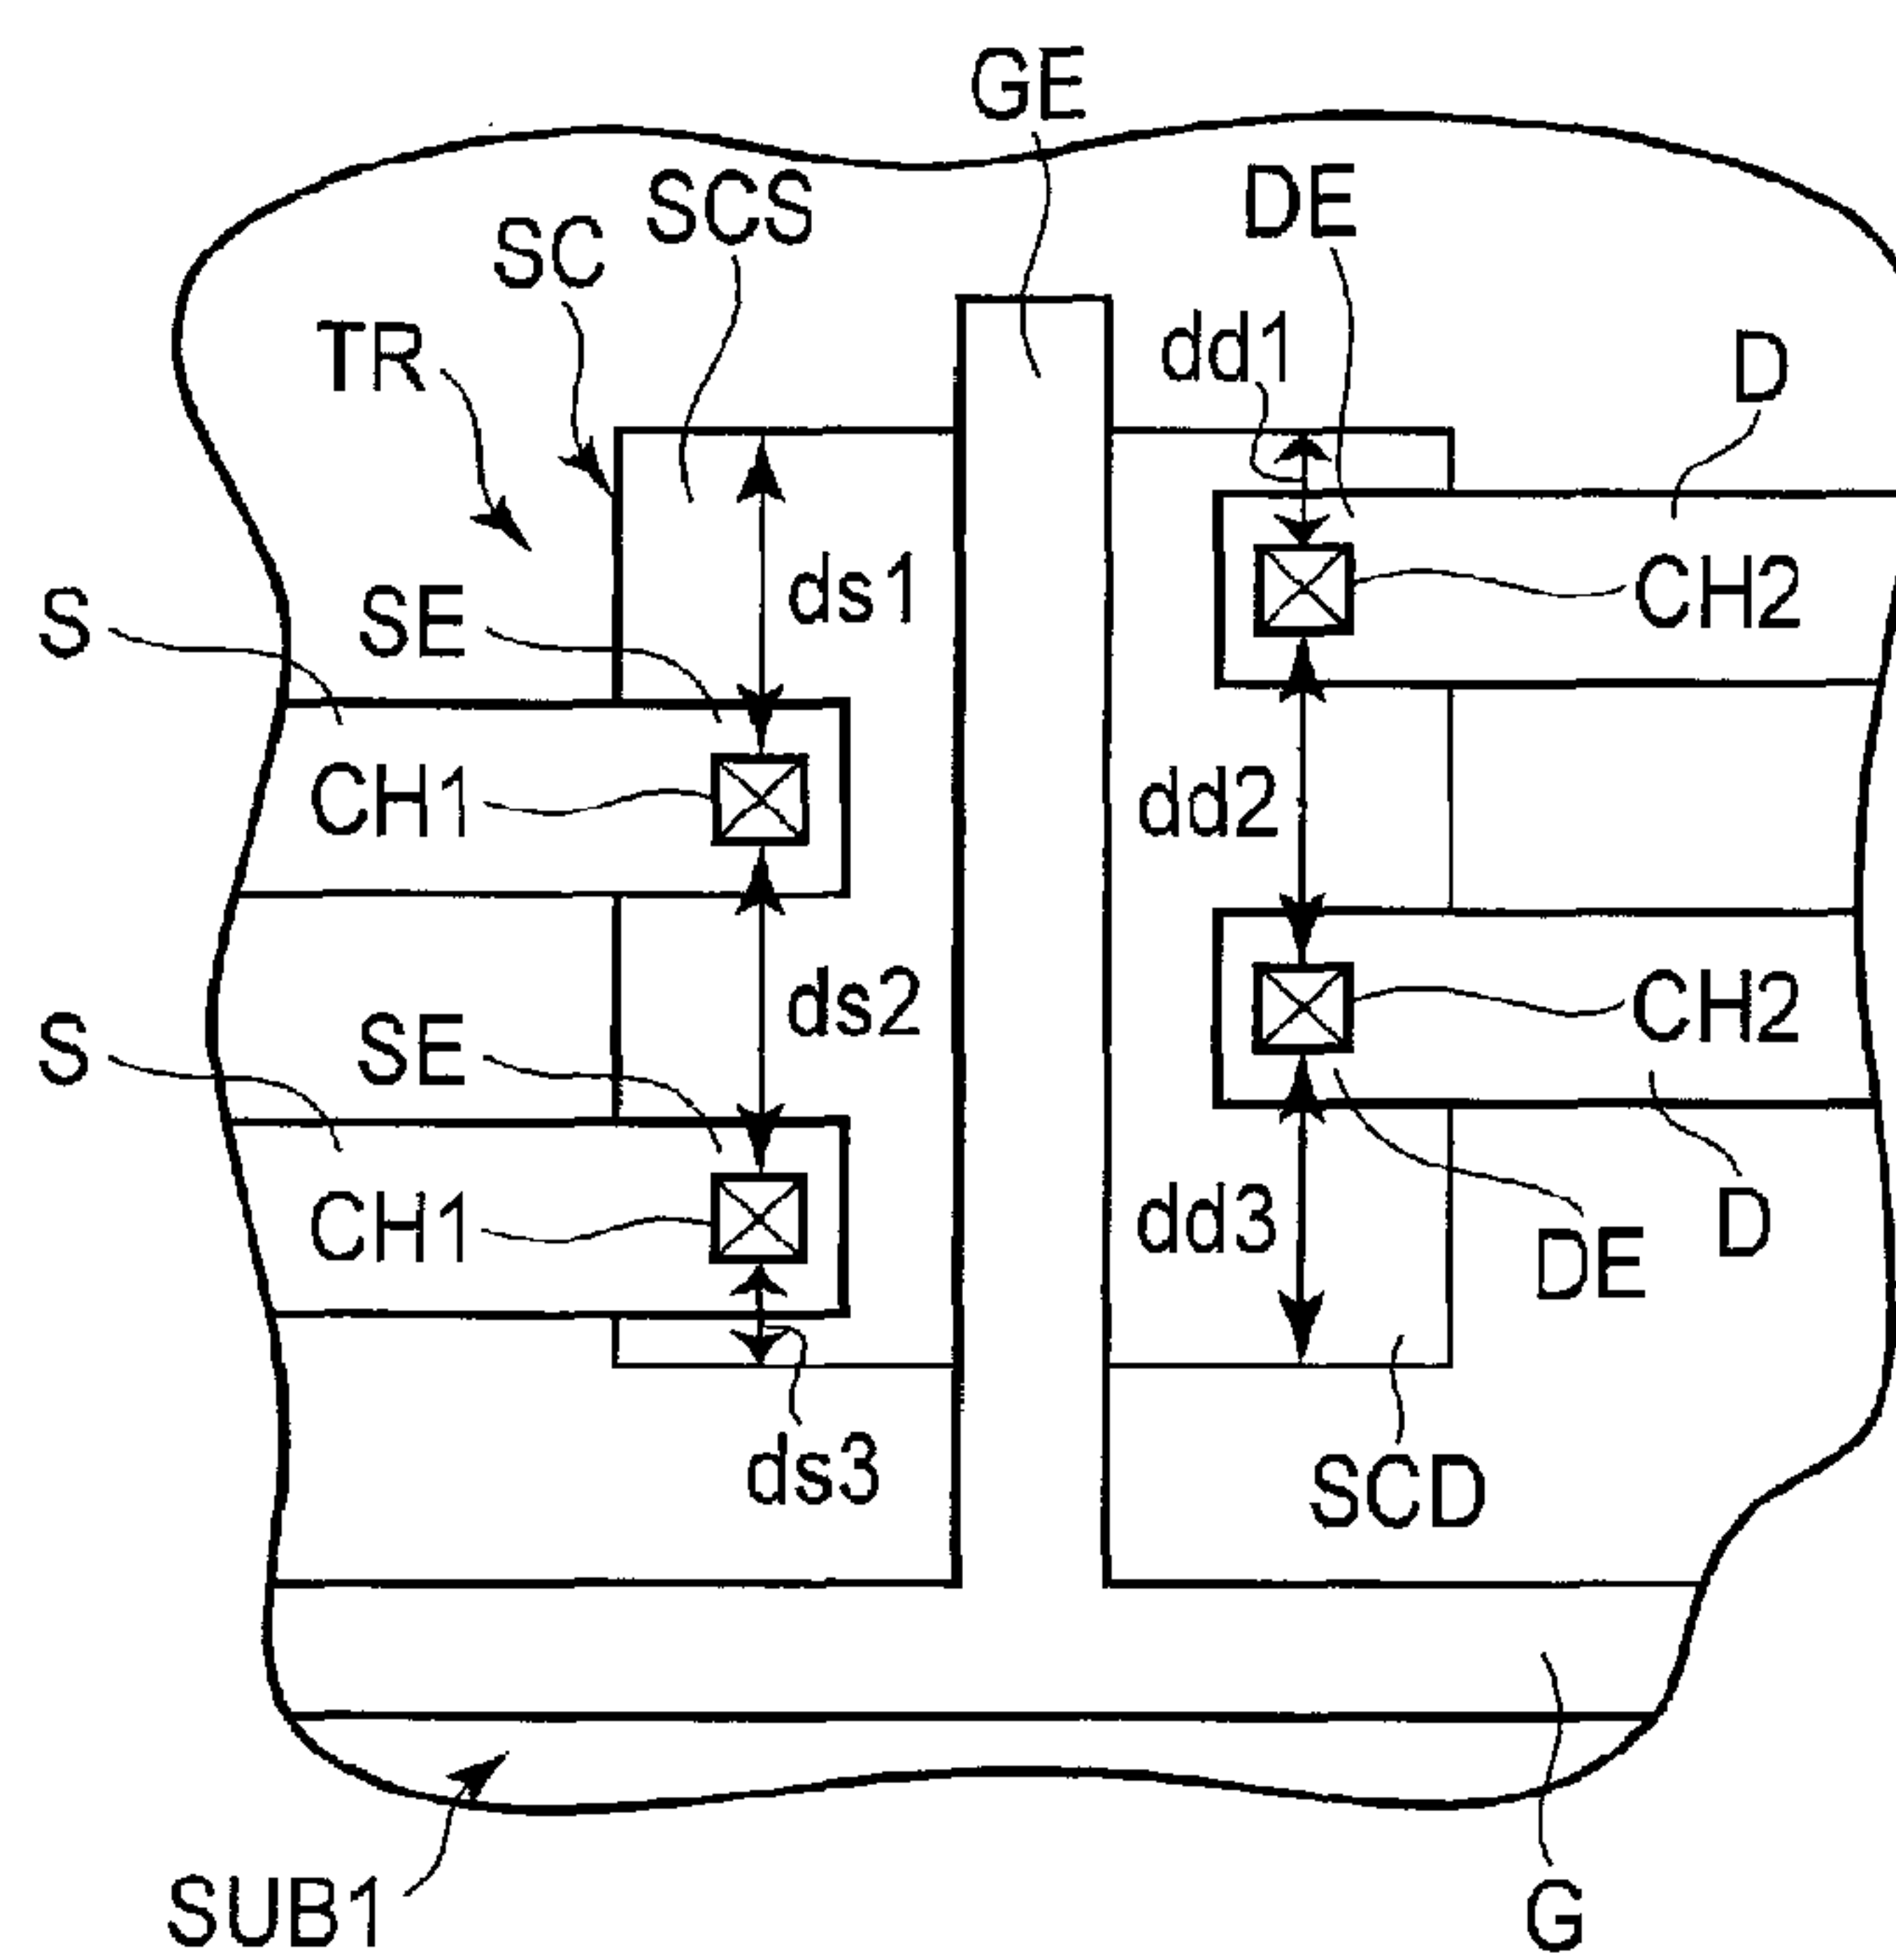 GE
SCS
DE
SC
dd1
TR
D
ds1
CH2
S
SE
CH1
dd2
ds2
CH2
S
SE
CH1
dd3
DE
D
ds3
SCD
SUB1
G